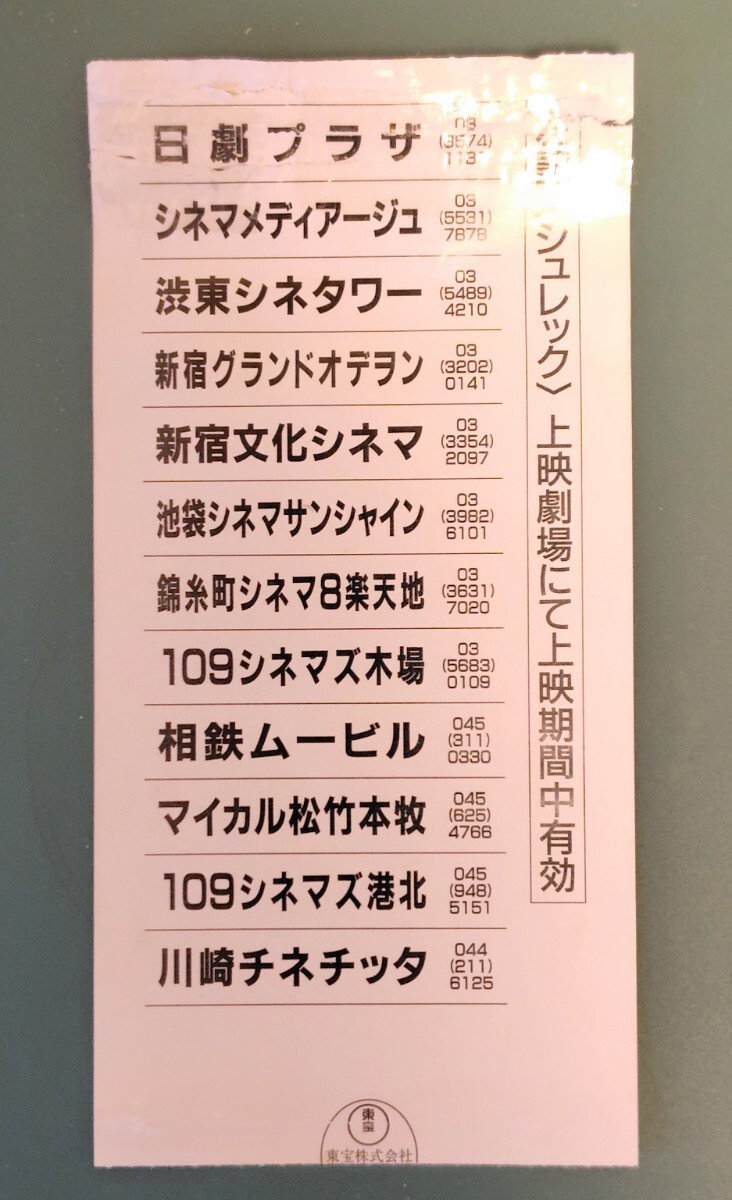 シュレック〉上映劇場にて上映期間中有効
日劇プラザ
03
(3574)
シネマメディアージュ
03
(5531)
7878
渋東シネタワー
03
(5489)
4210
新宿グランドオデヲン
03
(3202)
0141
新宿文化シネマ
03
(3354)
2097
池袋シネマサンシャイン
03
(3982)
6101
錦糸町シネマ8楽天地
03
(3631)
7020
109シネマズ木場
03
(5683)
0109
相鉄ムービル
045
(311)
0330
マイカル松竹本牧
045
(625)
4766
109シネマズ港北
045
(948)
5151
川崎チネチッタ
044
(211)
6125
東宝
東宝株式会社